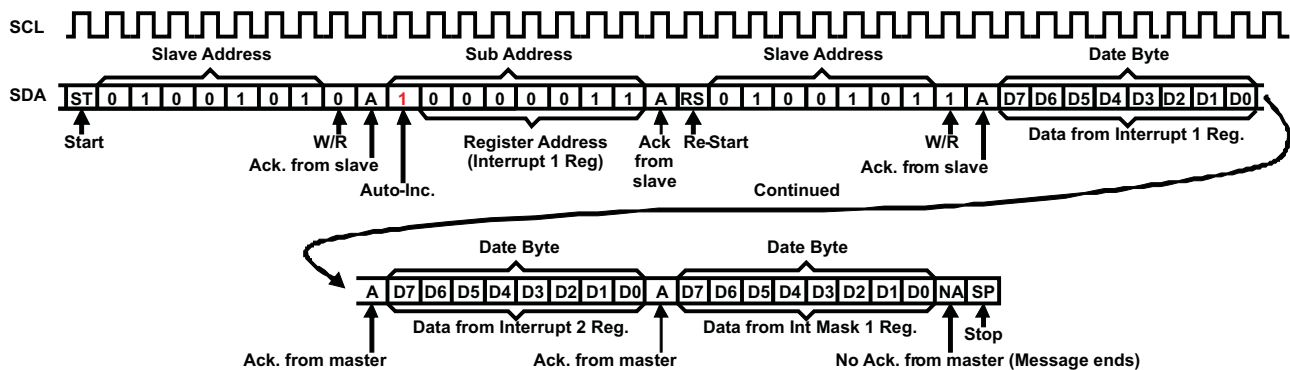 SCL
Slave Address Sub Address Slave Address Date Byte
SDA ST 0 1 0 0 1 0 1 0 A 1 0 0 0 0 0 1 1 A RS 0 1 0 0 1 0 1 1 A D7 D6 D5 D4 D3 D2 D1 D0
Start W/R Register Address Ack Re-Start W/R Data from Interrupt 1 Reg.
Ack. from slave (Interrupt 1 Reg) from Ack. from slave
slave
Auto-Inc. Continued
Date Byte Date Byte
A D7 D6 D5 D4 D3 D2 D1 D0 A D7 D6 D5 D4 D3 D2 D1 D0 NA SP
Data from Interrupt 2 Reg. Data from Int Mask 1 Reg. Stop
Ack. from master Ack. from master No Ack. from master (Message ends)